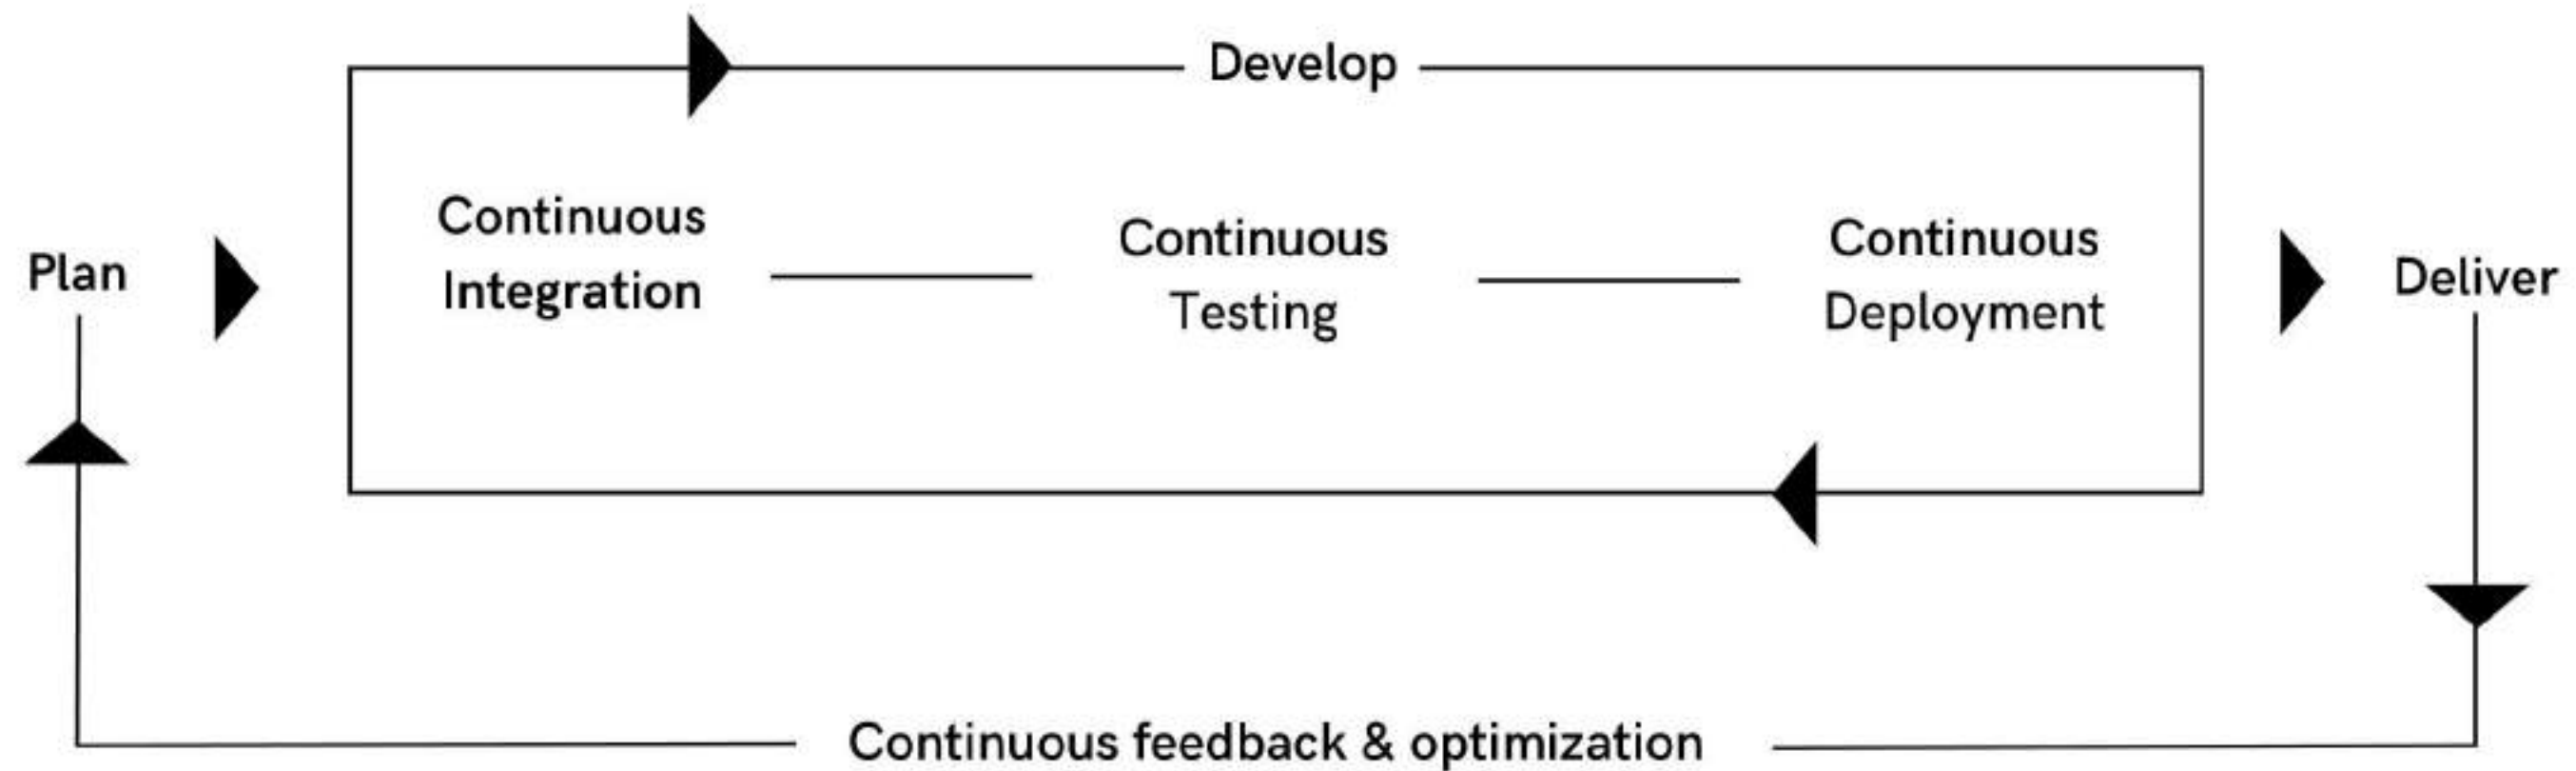 Develop
Continuous
Integration
Continuous
Testing
Continuous
Deployment
Plan
Deliver
Continuous feedback & optimization